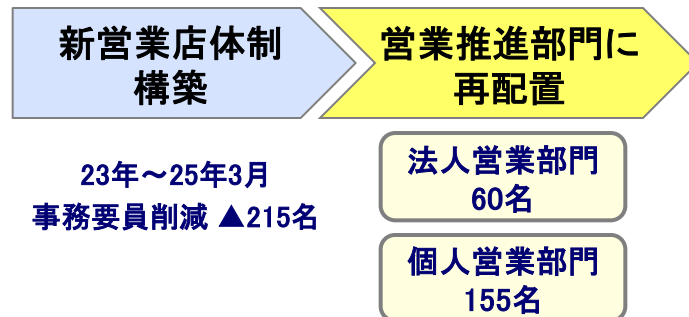 新営業店体制
構築
営業推進部門に
再配置
23年～25年3月
事務要員削減 ▲215名
法人営業部門
60名
個人営業部門
155名